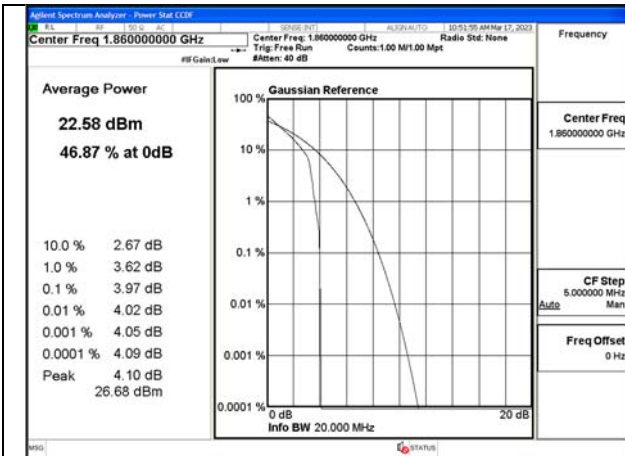 Agilent Spectrum Analyzer - Power Stat CCDF
RL RF 50 Ω AC SENSE:INT ALIGN AUTO 10:51:55 AM Mar 17, 2023
Center Freq 1.860000000 GHz
Center Freq: 1.860000000 GHz Radio Std: None
Trig: Free Run Counts:1.00 M/1.00 Mpt
#IFGain:Low #Atten: 40 dB
Frequency
Average Power
22.58 dBm
46.87 % at 0dB
10.0 % 2.67 dB
1.0 % 3.62 dB
0.1 % 3.97 dB
0.01 % 4.02 dB
0.001 % 4.05 dB
0.0001 % 4.09 dB
Peak 4.10 dB
26.68 dBm
Gaussian Reference
100 %
10 %
1 %
0.1 %
0.01 %
0.001 %
0.0001 %
0 dB 20 dB
Info BW 20.000 MHz
Center Freq
1.860000000 GHz
CF Step
5.000000 MHz
Auto Man
Freq Offset
0 Hz
MSG STATUS